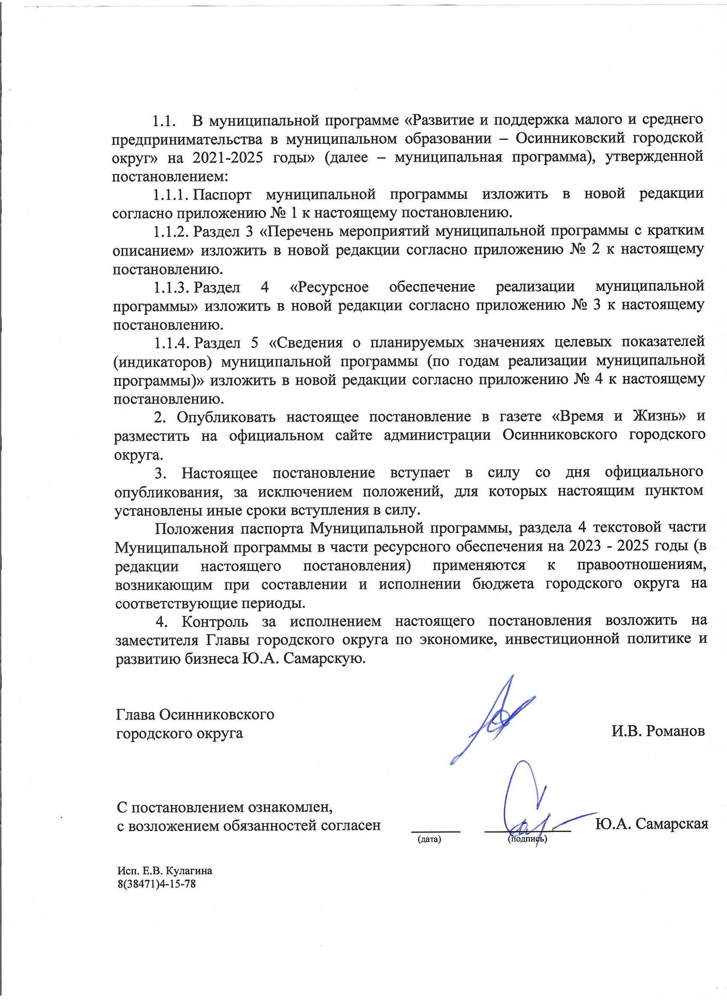 1.1. В муниципальной программе «Развитие и поддержка малого и среднего
предпринимательства в муниципальном образовании – Осинниковский городской
округ» на 2021-2025 годы» (далее – муниципальная программа), утвержденной
постановлением:
1.1.1. Паспорт муниципальной программы изложить в новой редакции
согласно приложению № 1 к настоящему постановлению.
1.1.2. Раздел 3 «Перечень мероприятий муниципальной программы с кратким
описанием» изложить в новой редакции согласно приложению № 2 к настоящему
постановлению.
1.1.3. Раздел 4 «Ресурсное обеспечение реализации муниципальной
программы» изложить в новой редакции согласно приложению № 3 к настоящему
постановлению.
1.1.4. Раздел 5 «Сведения о планируемых значениях целевых показателей
(индикаторов) муниципальной программы (по годам реализации муниципальной
программы)» изложить в новой редакции согласно приложению № 4 к настоящему
постановлению.
2. Опубликовать настоящее постановление в газете «Время и Жизнь» и
разместить на официальном сайте администрации Осинниковского городского
округа.
3. Настоящее постановление вступает в силу со дня официального
опубликования, за исключением положений, для которых настоящим пунктом
установлены иные сроки вступления в силу.
Положения паспорта Муниципальной программы, раздела 4 текстовой части
Муниципальной программы в части ресурсного обеспечения на 2023 - 2025 годы (в
редакции настоящего постановления) применяются к правоотношениям,
возникающим при составлении и исполнении бюджета городского округа на
соответствующие периоды.
4. Контроль за исполнением настоящего постановления возложить на
заместителя Главы городского округа по экономике, инвестиционной политике и
развитию бизнеса Ю.А. Самарскую.
Глава Осинниковского
городского округа И.В. Романов
С постановлением ознакомлен,
с возложением обязанностей согласен Ю.А. Самарская
(дата) (подпись)
Исп. Е.В. Кулагина
8(38471)4-15-78